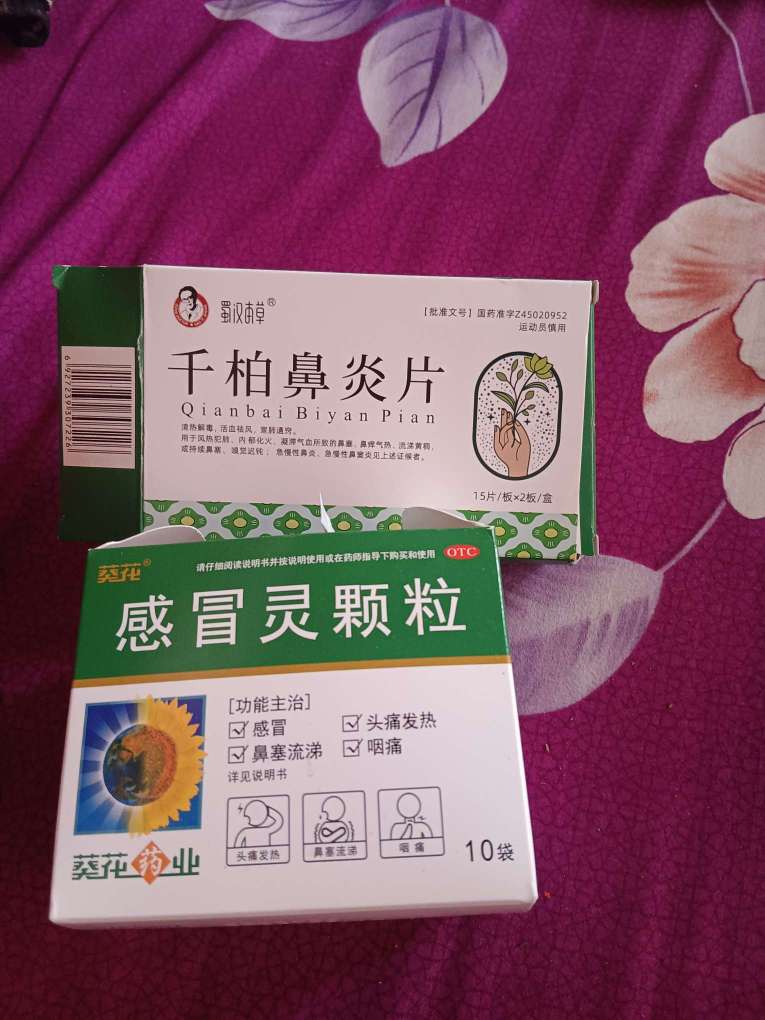 蜀汉本草®
【批准文号】国药准字Z45020952
运动员慎用
千柏鼻炎片
Qianbai Biyan Pian
清热解毒，活血祛风，宣肺通窍。
用于风热犯肺、内郁化火、凝滞气血所致的鼻塞、鼻痒气热、流涕黄稠，
或持续鼻塞、嗅觉迟钝；急慢性鼻炎、急慢性鼻窦炎见上述证候者。
15片/板×2板/盒
6 927239 307226
葵花®
请仔细阅读说明书并按说明使用或在药师指导下购买和使用
OTC
感冒灵颗粒
[功能主治]
感冒 头痛发热
鼻塞流涕 咽痛
详见说明书
头痛发热 鼻塞流涕 咽痛
葵花药业
10袋